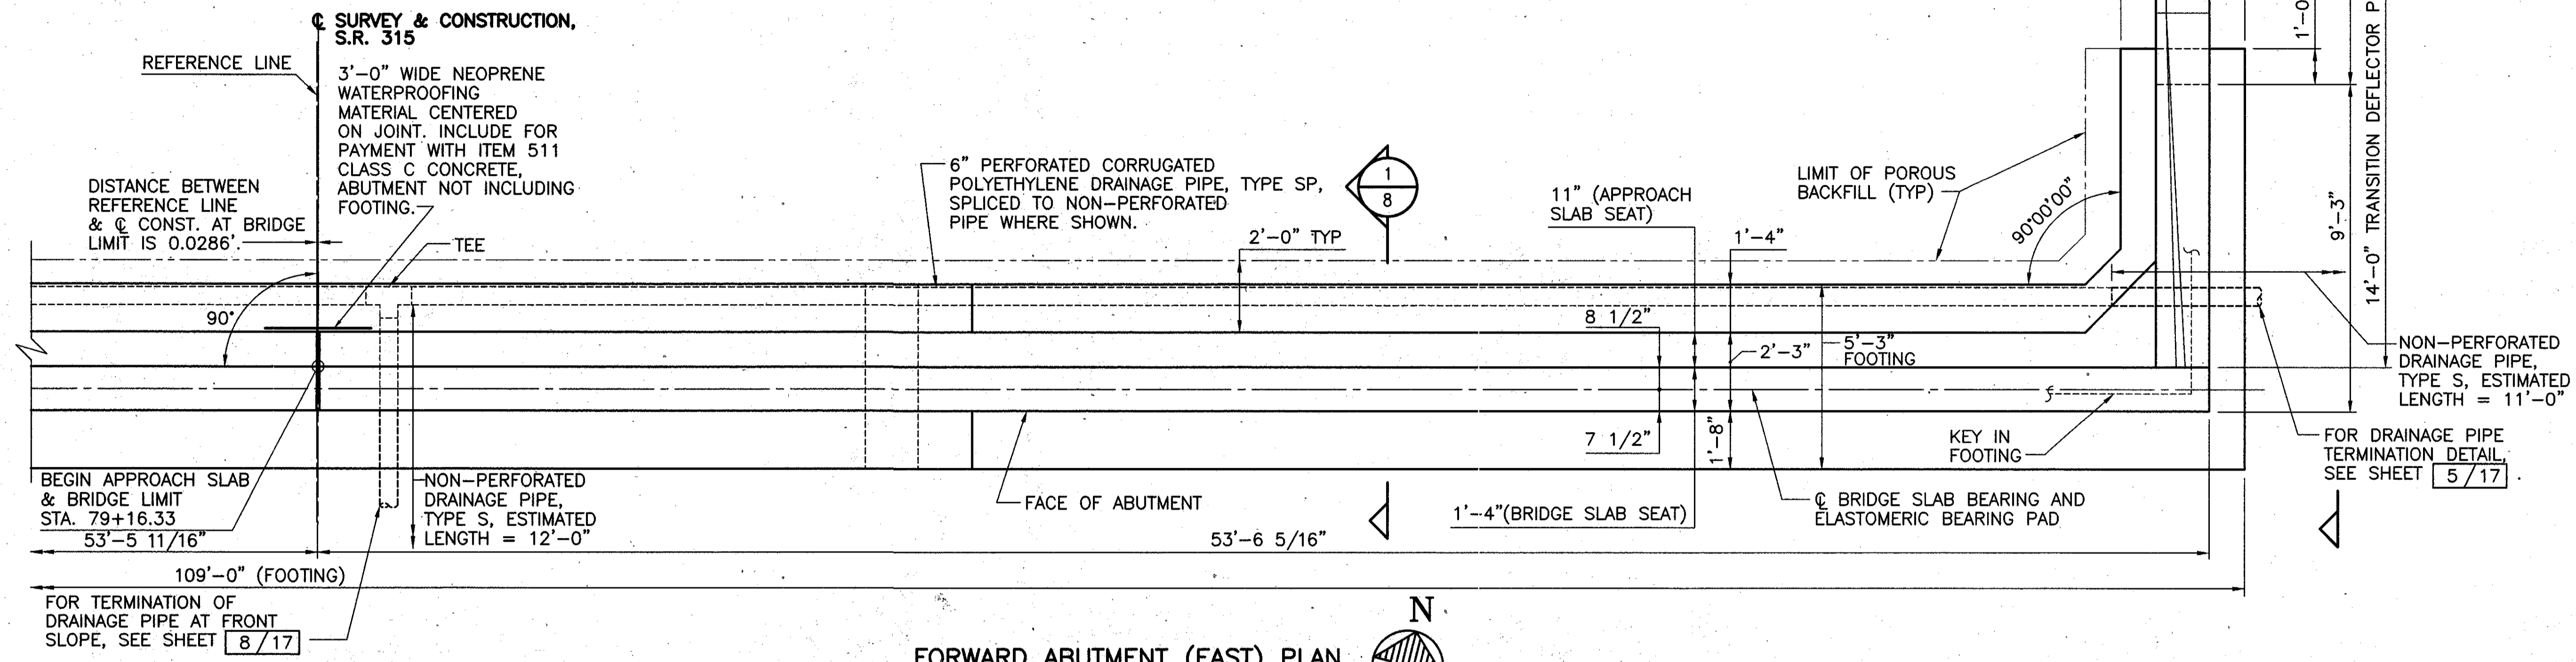 ℄ SURVEY & CONSTRUCTION,
S.R. 315
REFERENCE LINE
3'-0" WIDE NEOPRENE
WATERPROOFING
MATERIAL CENTERED
ON JOINT. INCLUDE FOR
PAYMENT WITH ITEM 511
CLASS C CONCRETE,
ABUTMENT NOT INCLUDING
FOOTING.
DISTANCE BETWEEN
REFERENCE LINE
& ℄ CONST. AT BRIDGE
LIMIT IS 0.0286'.
TEE
90°
6" PERFORATED CORRUGATED
POLYETHYLENE DRAINAGE PIPE, TYPE SP,
SPLICED TO NON-PERFORATED
PIPE WHERE SHOWN.
1
8
2'-0" TYP
11" (APPROACH
SLAB SEAT)
1'-4"
LIMIT OF POROUS
BACKFILL (TYP)
90°00'00"
1'-0
9'-3"
14'-0" TRANSITION DEFLECTOR P
8 1/2"
2'-3"
5'-3"
FOOTING
7 1/2"
1'-8"
KEY IN
FOOTING
NON-PERFORATED
DRAINAGE PIPE,
TYPE S, ESTIMATED
LENGTH = 11'-0"
FOR DRAINAGE PIPE
TERMINATION DETAIL,
SEE SHEET 5/17 .
BEGIN APPROACH SLAB
& BRIDGE LIMIT
STA. 79+16.33
53'-5 11/16"
NON-PERFORATED
DRAINAGE PIPE,
TYPE S, ESTIMATED
LENGTH = 12'-0"
FACE OF ABUTMENT
1'-4"(BRIDGE SLAB SEAT)
℄ BRIDGE SLAB BEARING AND
ELASTOMERIC BEARING PAD
53'-6 5/16"
109'-0" (FOOTING)
FOR TERMINATION OF
DRAINAGE PIPE AT FRONT
SLOPE, SEE SHEET 8/17
N
FORWARD ABUTMENT (EAST) PLAN